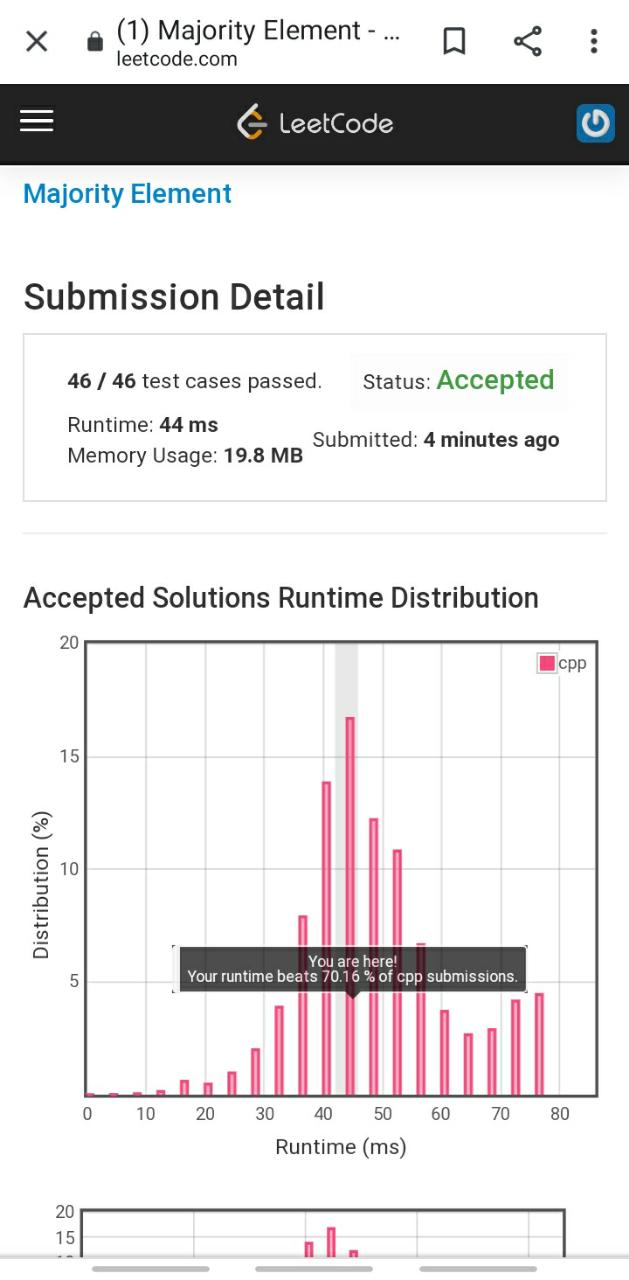 (1) Majority Element - ...
leetcode.com
LeetCode
Majority Element
Submission Detail
46 / 46 test cases passed.
Status: Accepted
Runtime: 44 ms
Submitted: 4 minutes ago
Memory Usage: 19.8 MB
Accepted Solutions Runtime Distribution
20
cpp
15
Distribution (%)
10
You are here!
Your runtime beats 70.16 % of cpp submissions.
5
0 10 20 30 40 50 60 70 80
Runtime (ms)
20
15